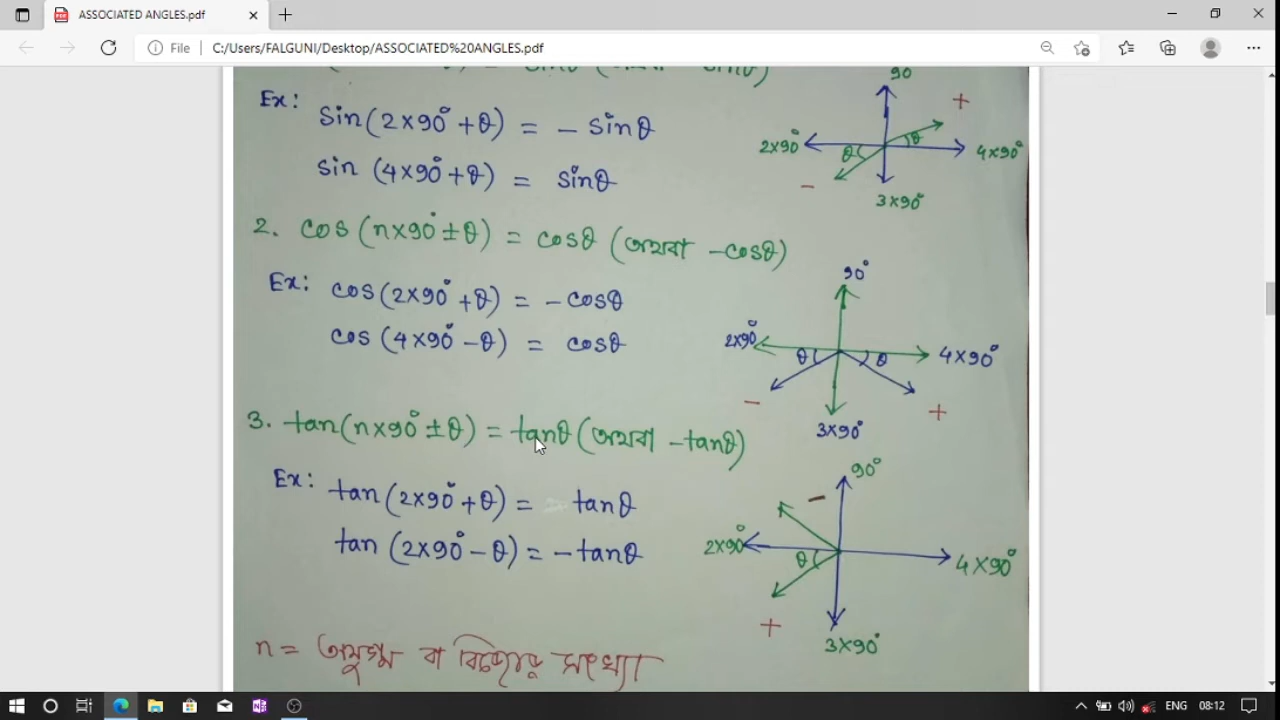 ASSOCIATED ANGLES.pdf
File C:/Users/FALGUNI/Desktop/ASSOCIATED%20ANGLES.pdf
Ex: sin(2×90°+θ) = - sinθ
sin (4×90°+θ) = sinθ
90
+
2×90°
θ
θ
4×90°
-
3×90°
2. cos(n×90°±θ) = cosθ (অথবা -cosθ)
Ex: cos(2×90°+θ) = -cosθ
cos (4×90°-θ) = cosθ
90°
2×90°
θ
θ
4×90°
-
+
3×90°
3. tan(n×90°±θ) = tanθ (অথবা -tanθ)
Ex: tan(2×90°+θ) = tanθ
tan (2×90°-θ) = -tanθ
90°
-
2×90°
θ
4×90°
+
3×90°
n = অযুগ্ম বা বিজোড় সংখ্যা
ENG 08:12